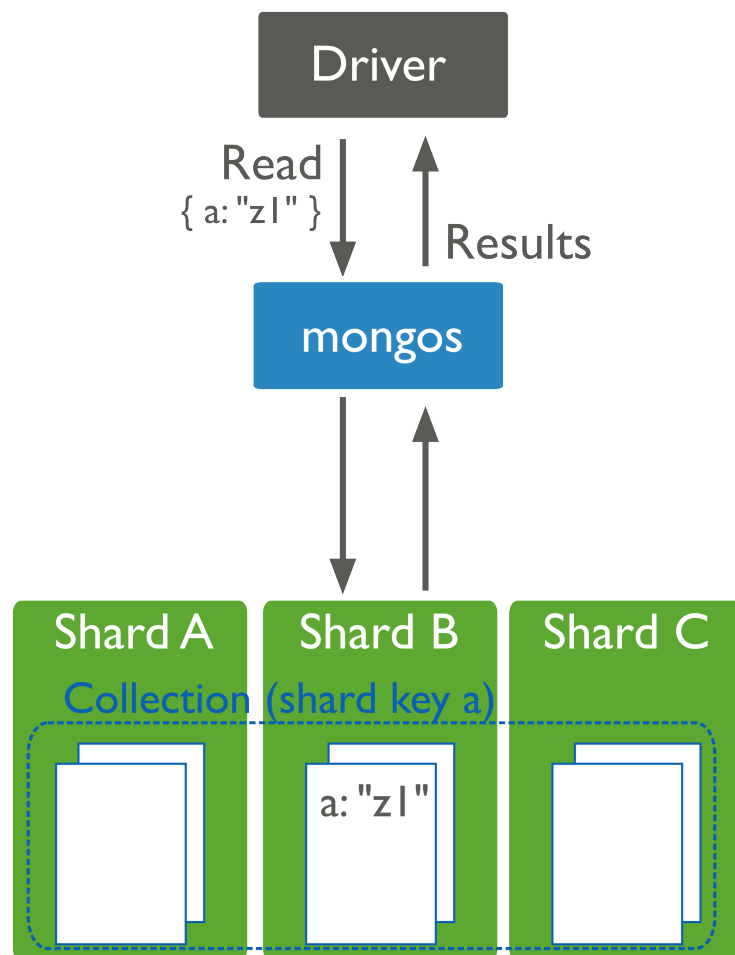 Driver
Read
{ a: "z1" }
Results
mongos
Shard A
Shard B
Shard C
Collection (shard key a)
a: "z1"